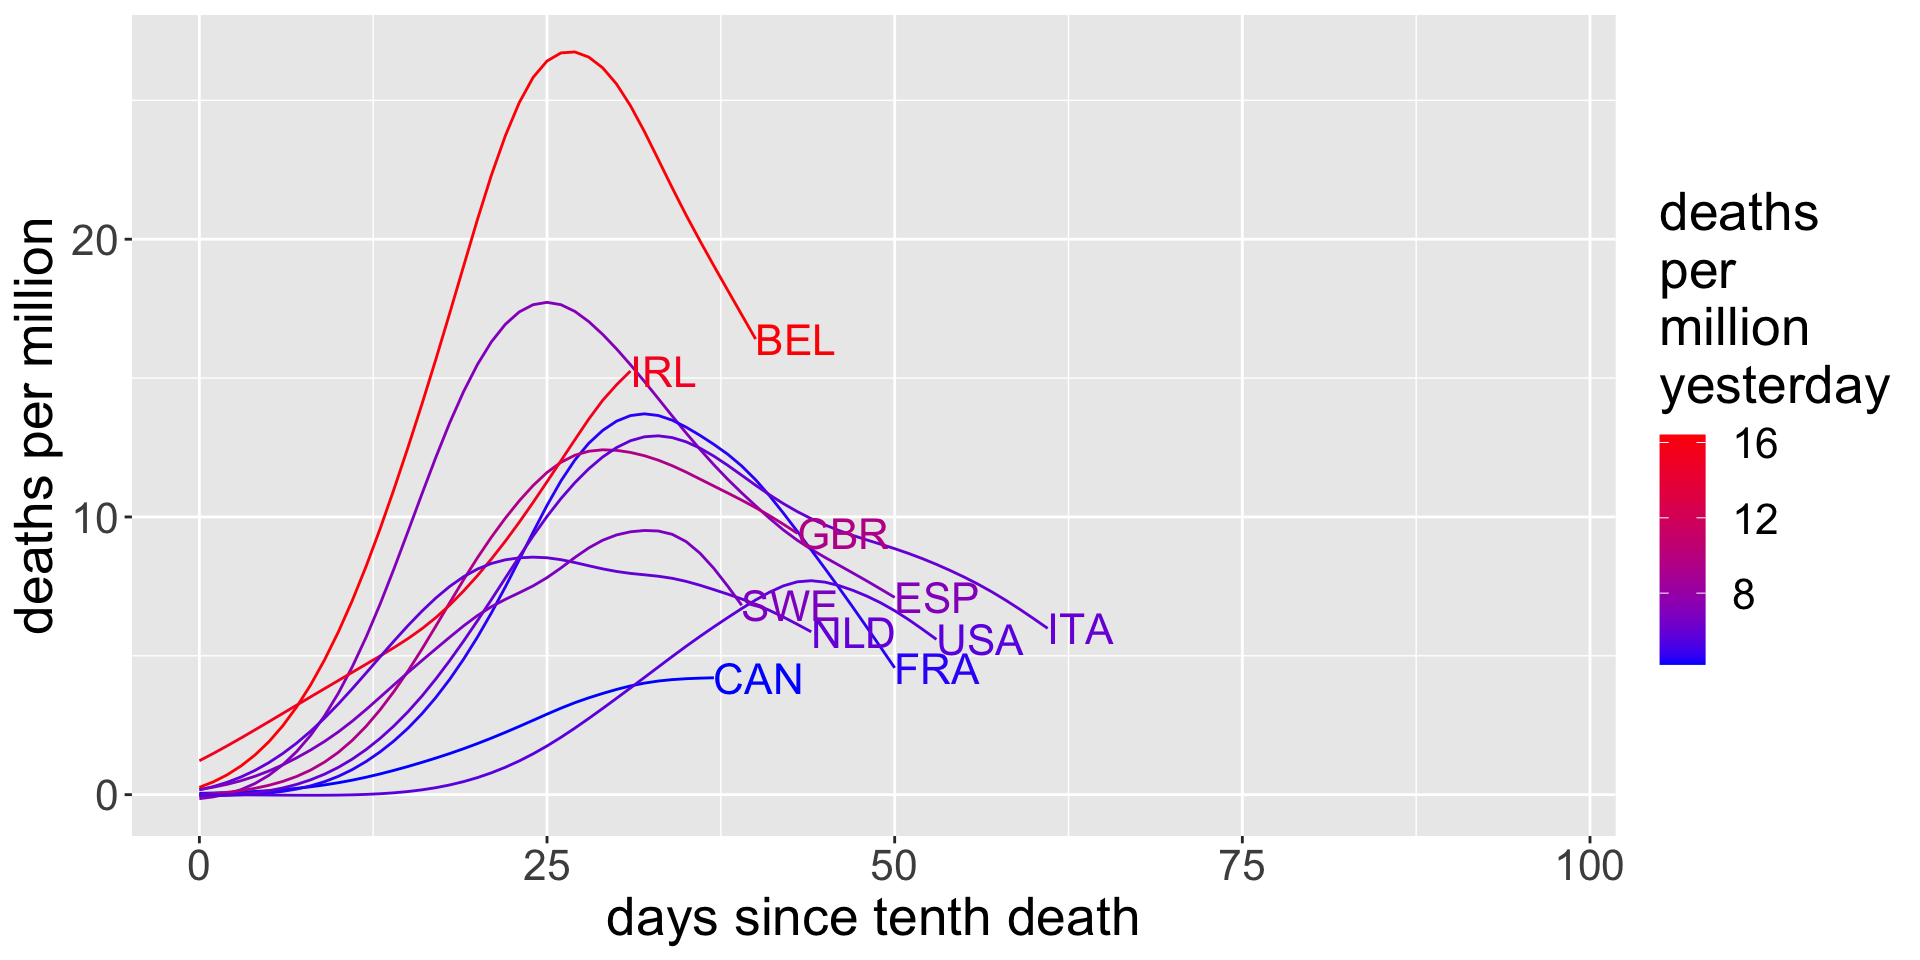 deaths per million
20
10
0
BEL
IRL
GBR
SWE
ESP
NLD
USA
ITA
FRA
CAN
0 25 50 75 100
days since tenth death
deaths
per
million
yesterday
16
12
8